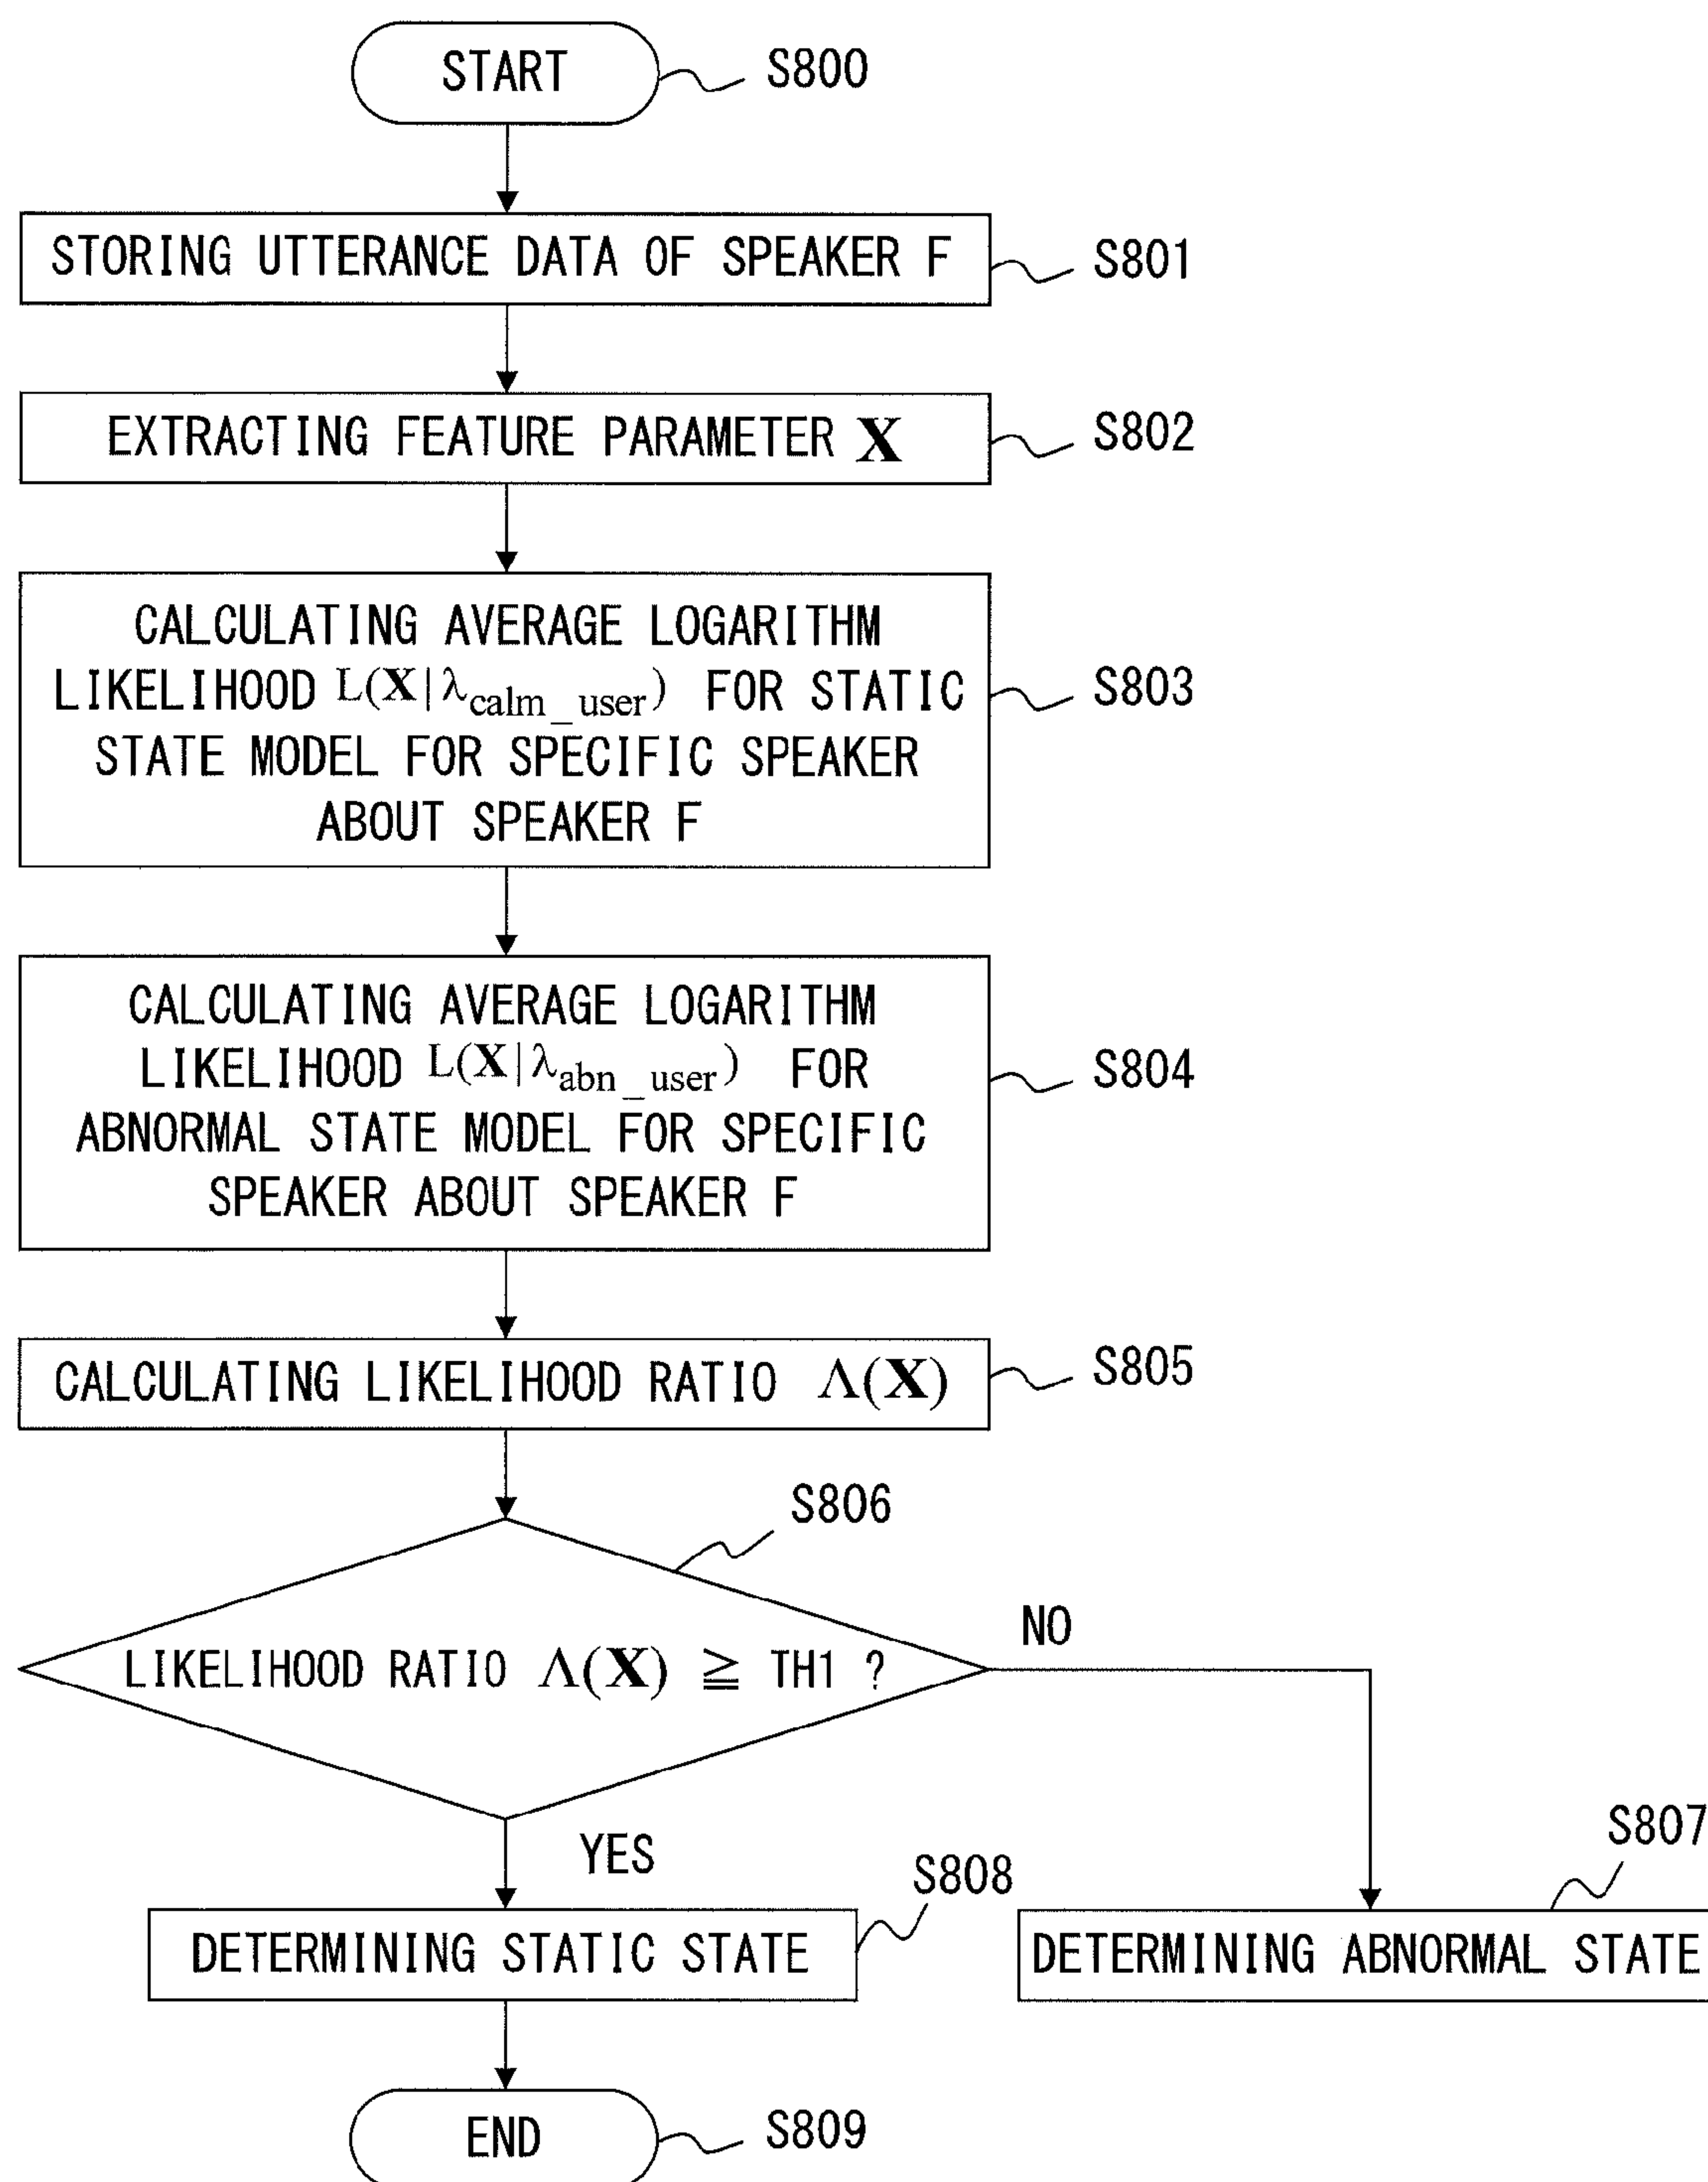 START
S800
STORING UTTERANCE DATA OF SPEAKER F
S801
EXTRACTING FEATURE PARAMETER X
S802
CALCULATING AVERAGE LOGARITHM
LIKELIHOOD L(X|λcalm_user) FOR STATIC
STATE MODEL FOR SPECIFIC SPEAKER
ABOUT SPEAKER F
S803
CALCULATING AVERAGE LOGARITHM
LIKELIHOOD L(X|λabn_user) FOR
ABNORMAL STATE MODEL FOR SPECIFIC
SPEAKER ABOUT SPEAKER F
S804
CALCULATING LIKELIHOOD RATIO Λ(X)
S805
S806
LIKELIHOOD RATIO Λ(X) ≧ TH1 ?
NO
YES
S807
S808
DETERMINING STATIC STATE
DETERMINING ABNORMAL STATE
END
S809